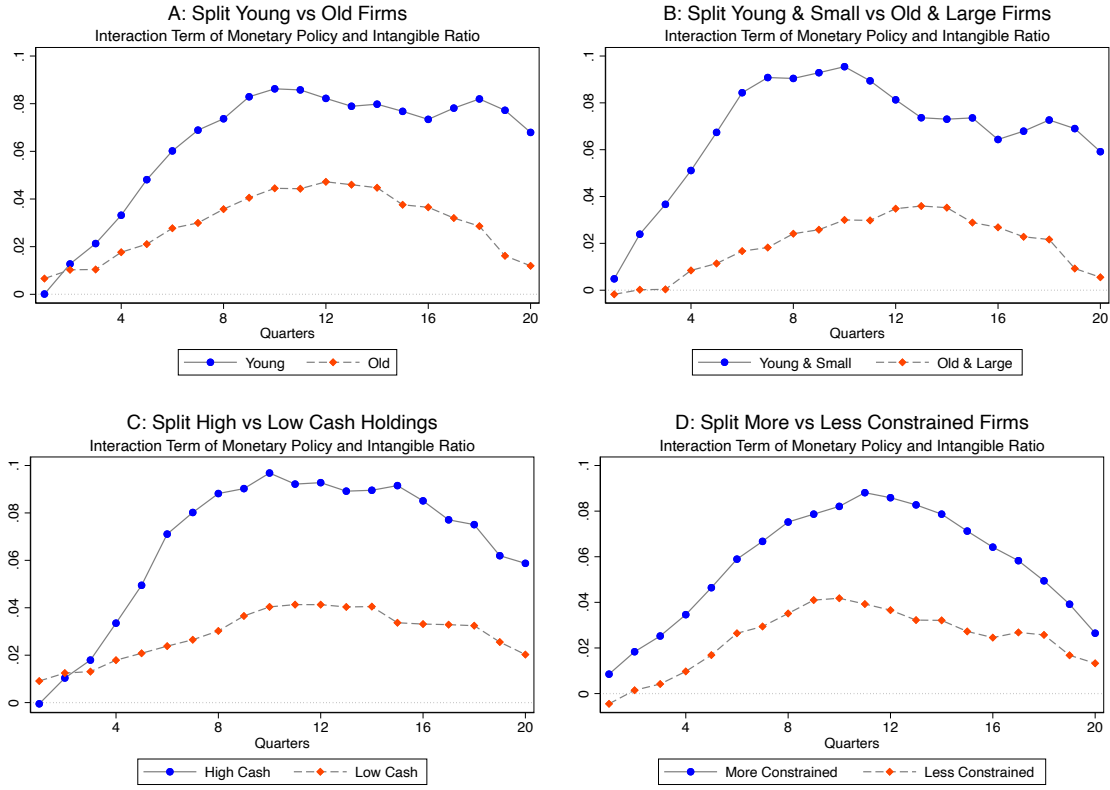 A: Split Young vs Old Firms
Interaction Term of Monetary Policy and Intangible Ratio
.1
.08
.06
.04
.02
0
4
8
12
16
20
Quarters
Young
Old
B: Split Young & Small vs Old & Large Firms
Interaction Term of Monetary Policy and Intangible Ratio
.1
.08
.06
.04
.02
0
4
8
12
16
20
Quarters
Young & Small
Old & Large
C: Split High vs Low Cash Holdings
Interaction Term of Monetary Policy and Intangible Ratio
.1
.08
.06
.04
.02
0
4
8
12
16
20
Quarters
High Cash
Low Cash
D: Split More vs Less Constrained Firms
Interaction Term of Monetary Policy and Intangible Ratio
.1
.08
.06
.04
.02
0
4
8
12
16
20
Quarters
More Constrained
Less Constrained